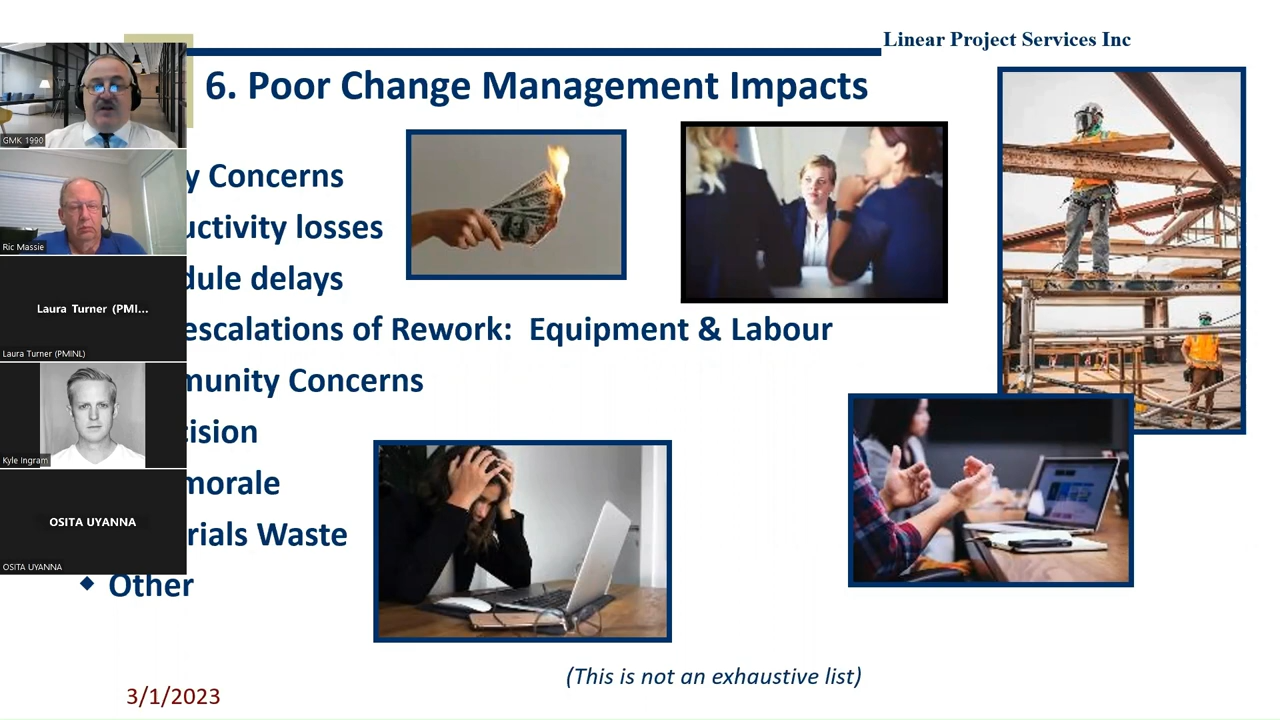 Linear Project Services Inc
6. Poor Change Management Impacts
y Concerns
uctivity losses
dule delays
escalations of Rework: Equipment & Labour
munity Concerns
cision
morale
rials Waste
Other
(This is not an exhaustive list)
3/1/2023
GMK 1990
Ric Massie
Laura Turner (PMI...
Laura Turner (PMINL)
Kyle Ingram
OSITA UYANNA
OSITA UYANNA